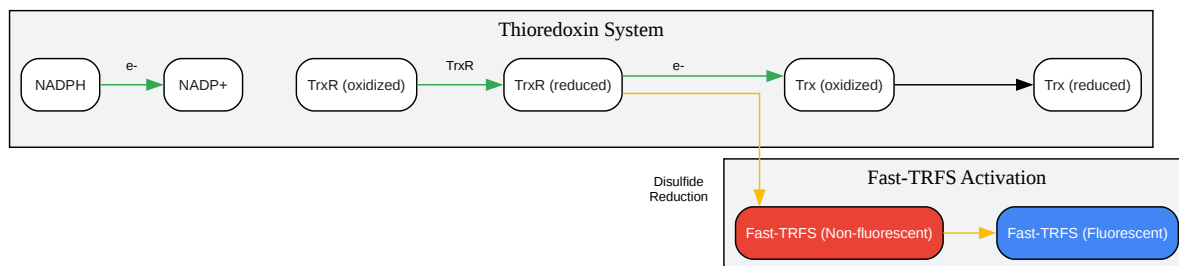 Thioredoxin System
e-
TrxR
e-
NADPH
NADP+
TrxR (oxidized)
TrxR (reduced)
Trx (oxidized)
Trx (reduced)
Disulfide
Reduction
Fast-TRFS Activation
Fast-TRFS (Non-fluorescent)
Fast-TRFS (Fluorescent)